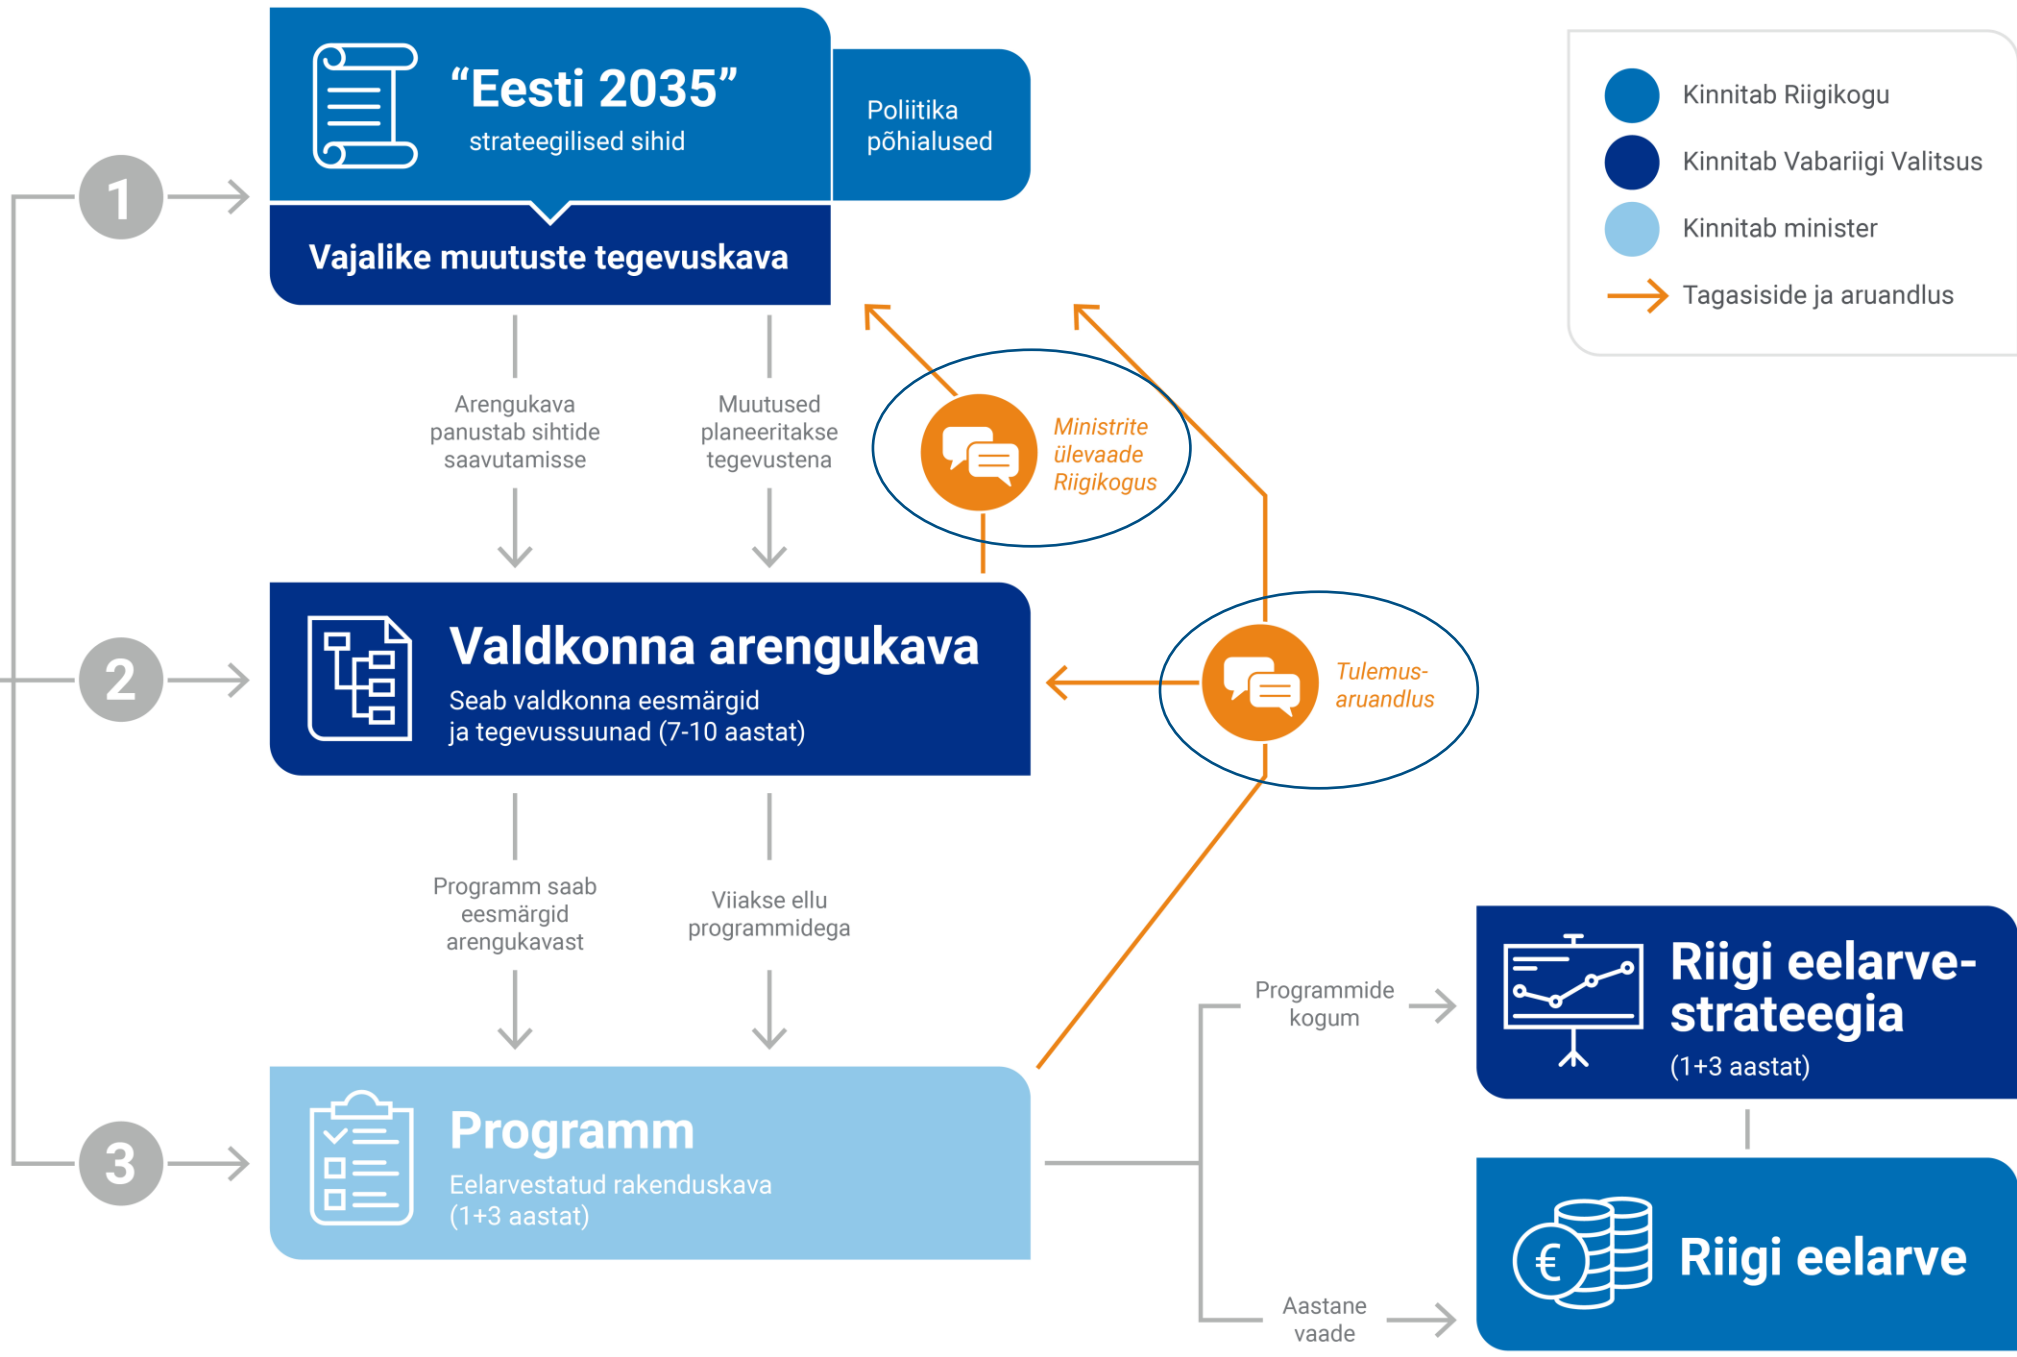 “Eesti 2035”
strateegilised sihid
Poliitika
põhialused
Vajalike muutuste tegevuskava
Kinnitab Riigikogu
Kinnitab Vabariigi Valitsus
Kinnitab minister
Tagasiside ja aruandlus
1
Arengukava
panustab sihtide
saavutamisse
Muutused
planeeritakse
tegevustena
Ministrite
ülevaade
Riigikogus
2
Valdkonna arengukava
Seab valdkonna eesmärgid
ja tegevussuunad (7-10 aastat)
Tulemus-
aruandlus
Programm saab
eesmärgid
arengukavast
Viiakse ellu
programmidega
3
Programm
Eelarvestatud rakenduskava
(1+3 aastat)
Programmide
kogum
Riigi eelarve-
strateegia
(1+3 aastat)
Aastane
vaade
€
Riigi eelarve